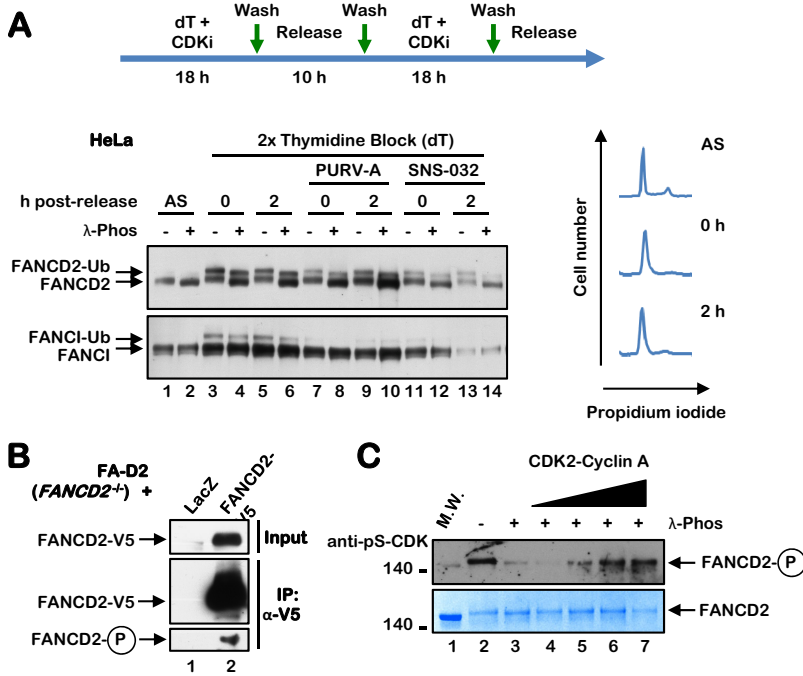 A
dT + CDKi
Wash
Release
Wash
dT + CDKi
Wash
Release
18 h
10 h
18 h
HeLa
2x Thymidine Block (dT)
PURV-A
SNS-032
h post-release
AS
0
2
0
2
0
2
λ-Phos
- + - + - + - + - + - + - +
FANCD2-Ub
FANCD2
FANCI-Ub
FANCI
1 2 3 4 5 6 7 8 9 10 11 12 13 14
Cell number
AS
0 h
2 h
Propidium iodide
B
FA-D2
(FANCD2-/-) +
LacZ
FANCD2-V5
FANCD2-V5
Input
FANCD2-V5
IP:
α-V5
FANCD2-P
1 2
C
CDK2-Cyclin A
M.W.
- + + + + + λ-Phos
anti-pS-CDK
140
FANCD2-P
140
FANCD2
1 2 3 4 5 6 7